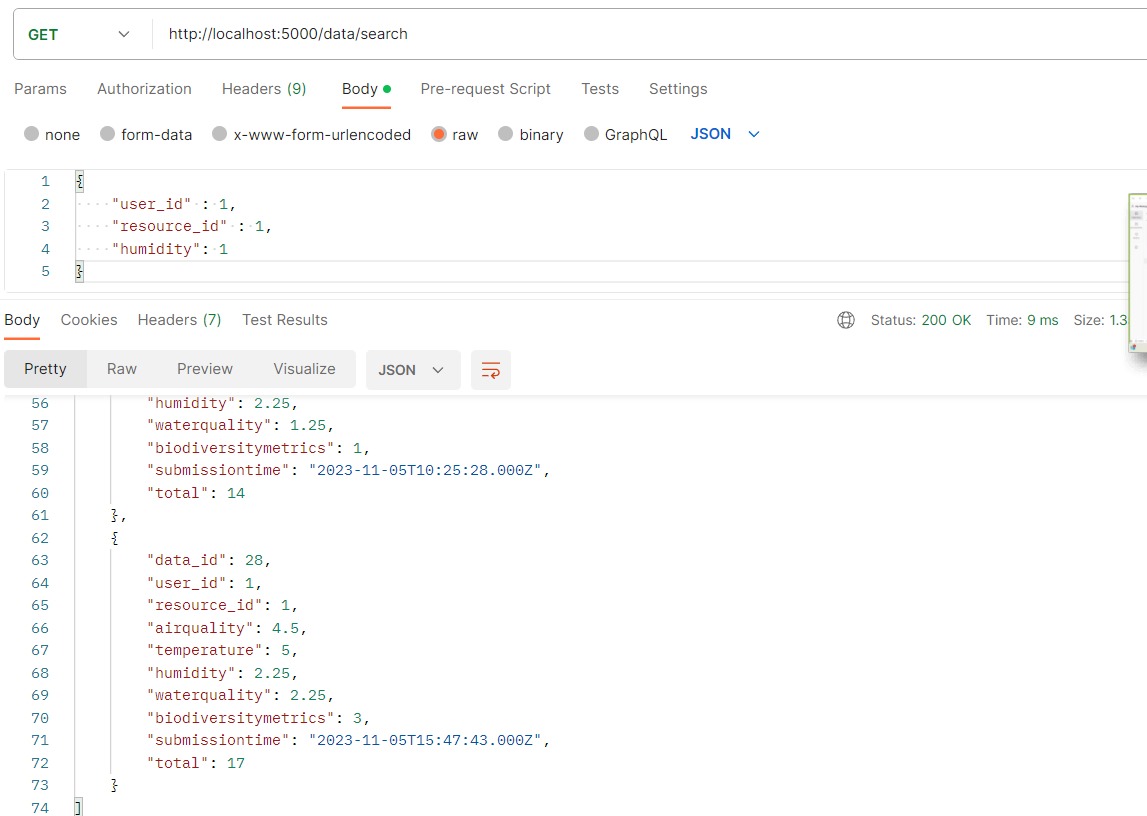 GET http://localhost:5000/data/search
Params Authorization Headers (9) Body Pre-request Script Tests Settings
none form-data x-www-form-urlencoded raw binary GraphQL JSON
1 {
2 "user_id" : 1,
3 "resource_id" : 1,
4 "humidity": 1
5 }
Body Cookies Headers (7) Test Results Status: 200 OK Time: 9 ms Size: 1.3
Pretty Raw Preview Visualize JSON
56 "humidity": 2.25,
57 "waterquality": 1.25,
58 "biodiversitymetrics": 1,
59 "submissiontime": "2023-11-05T10:25:28.000Z",
60 "total": 14
61 },
62 {
63 "data_id": 28,
64 "user_id": 1,
65 "resource_id": 1,
66 "airquality": 4.5,
67 "temperature": 5,
68 "humidity": 2.25,
69 "waterquality": 2.25,
70 "biodiversitymetrics": 3,
71 "submissiontime": "2023-11-05T15:47:43.000Z",
72 "total": 17
73 }
74 ]